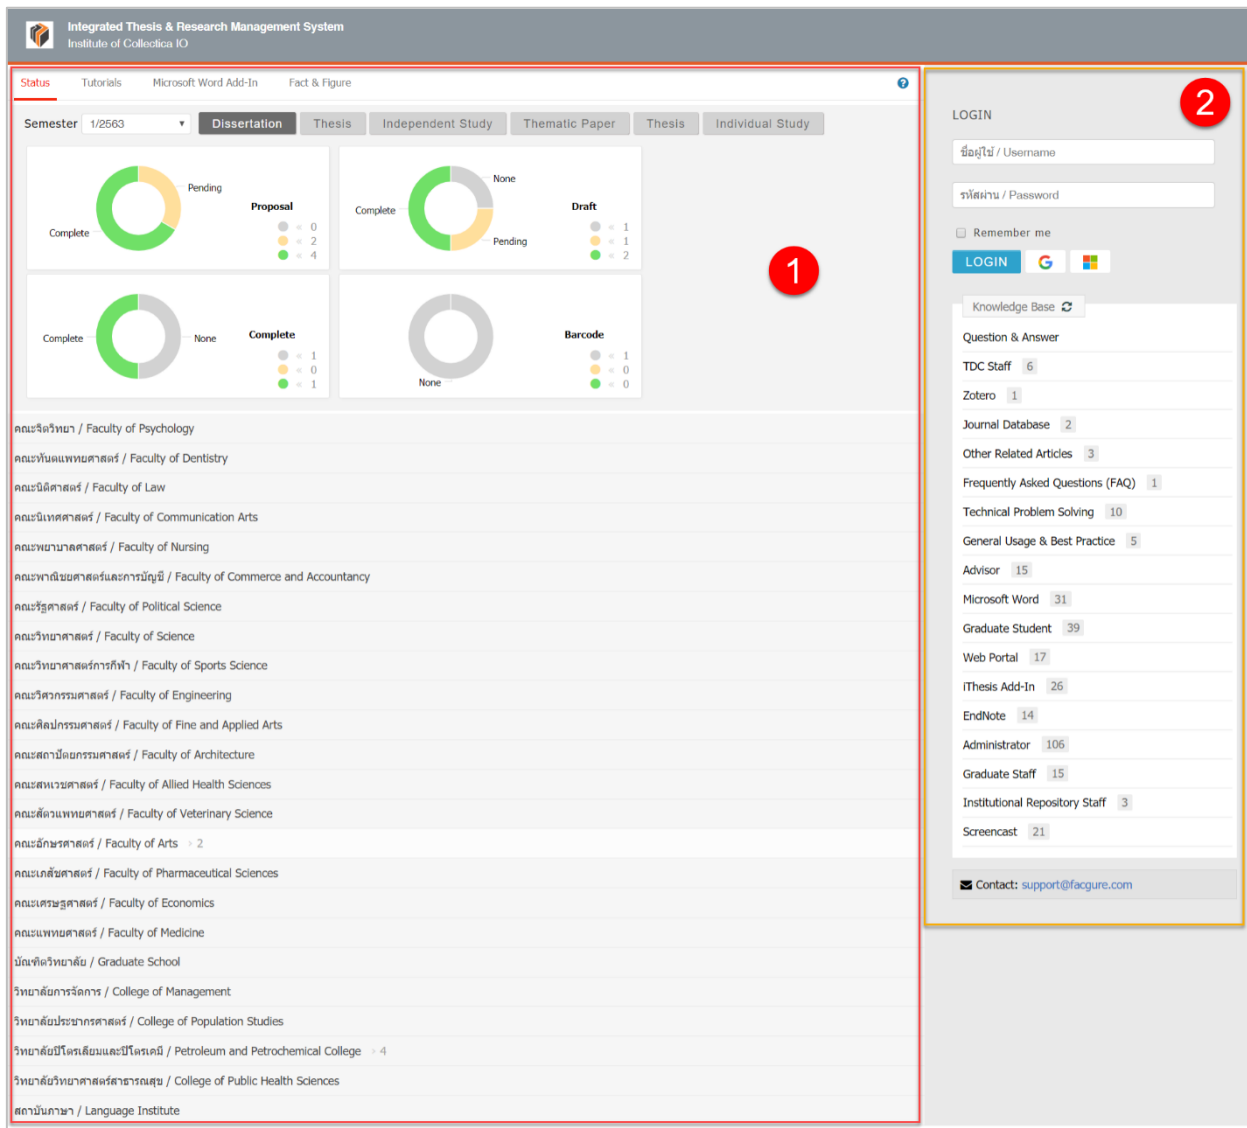 Integrated Thesis & Research Management System
Institute of Collectica IO
Status Tutorials Microsoft Word Add-In Fact & Figure
Semester 1/2563 Dissertation Thesis Independent Study Thematic Paper Thesis Individual Study
Pending
Complete
Proposal
0
2
4
None
Complete
Pending
Draft
1
1
2
Complete
None
Complete
1
0
1
None
Barcode
1
0
0
1
คณะจิตวิทยา / Faculty of Psychology
คณะทันตแพทยศาสตร์ / Faculty of Dentistry
คณะนิติศาสตร์ / Faculty of Law
คณะนิเทศศาสตร์ / Faculty of Communication Arts
คณะพยาบาลศาสตร์ / Faculty of Nursing
คณะพาณิชยศาสตร์และการบัญชี / Faculty of Commerce and Accountancy
คณะรัฐศาสตร์ / Faculty of Political Science
คณะวิทยาศาสตร์ / Faculty of Science
คณะวิทยาศาสตร์การกีฬา / Faculty of Sports Science
คณะวิศวกรรมศาสตร์ / Faculty of Engineering
คณะศิลปกรรมศาสตร์ / Faculty of Fine and Applied Arts
คณะสถาปัตยกรรมศาสตร์ / Faculty of Architecture
คณะสหเวชศาสตร์ / Faculty of Allied Health Sciences
คณะสัตวแพทยศาสตร์ / Faculty of Veterinary Science
คณะอักษรศาสตร์ / Faculty of Arts 2
คณะเภสัชศาสตร์ / Faculty of Pharmaceutical Sciences
คณะเศรษฐศาสตร์ / Faculty of Economics
คณะแพทยศาสตร์ / Faculty of Medicine
บัณฑิตวิทยาลัย / Graduate School
วิทยาลัยการจัดการ / College of Management
วิทยาลัยประชากรศาสตร์ / College of Population Studies
วิทยาลัยปิโตรเลียมและปิโตรเคมี / Petroleum and Petrochemical College 4
วิทยาลัยวิทยาศาสตร์สาธารณสุข / College of Public Health Sciences
สถาบันภาษา / Language Institute
2
LOGIN
ชื่อผู้ใช้ / Username
รหัสผ่าน / Password
Remember me
LOGIN
Knowledge Base
Question & Answer
TDC Staff 6
Zotero 1
Journal Database 2
Other Related Articles 3
Frequently Asked Questions (FAQ) 1
Technical Problem Solving 10
General Usage & Best Practice 5
Advisor 15
Microsoft Word 31
Graduate Student 39
Web Portal 17
iThesis Add-In 26
EndNote 14
Administrator 106
Graduate Staff 15
Institutional Repository Staff 3
Screencast 21
Contact: support@facgure.com